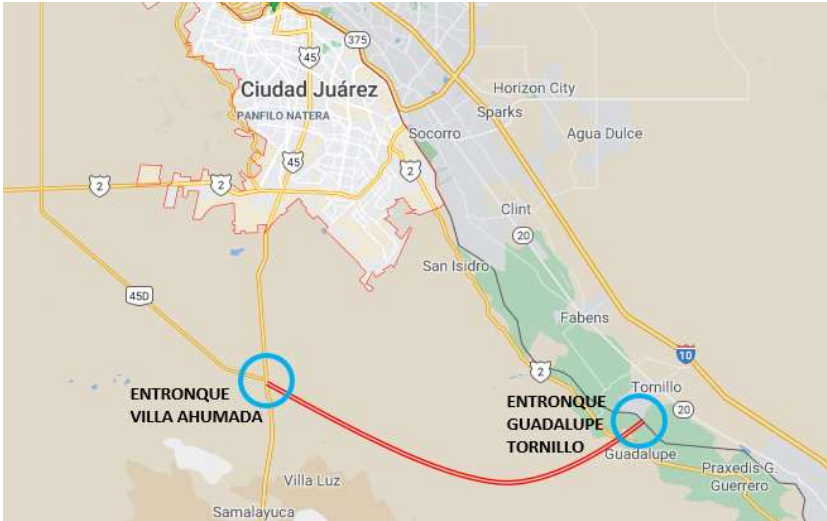 375
45
Horizon City
Ciudad Juárez
Sparks
PANFILO NATERA
Socorro
Agua Dulce
45
2
2
2
Clint
20
San Isidro
45D
Fabens
10
2
Tornillo
20
ENTRONQUE
VILLA AHUMADA
ENTRONQUE
GUADALUPE
TORNILLO
Guadalupe
Praxedis G.
Guerrero
Villa Luz
Samalayuca